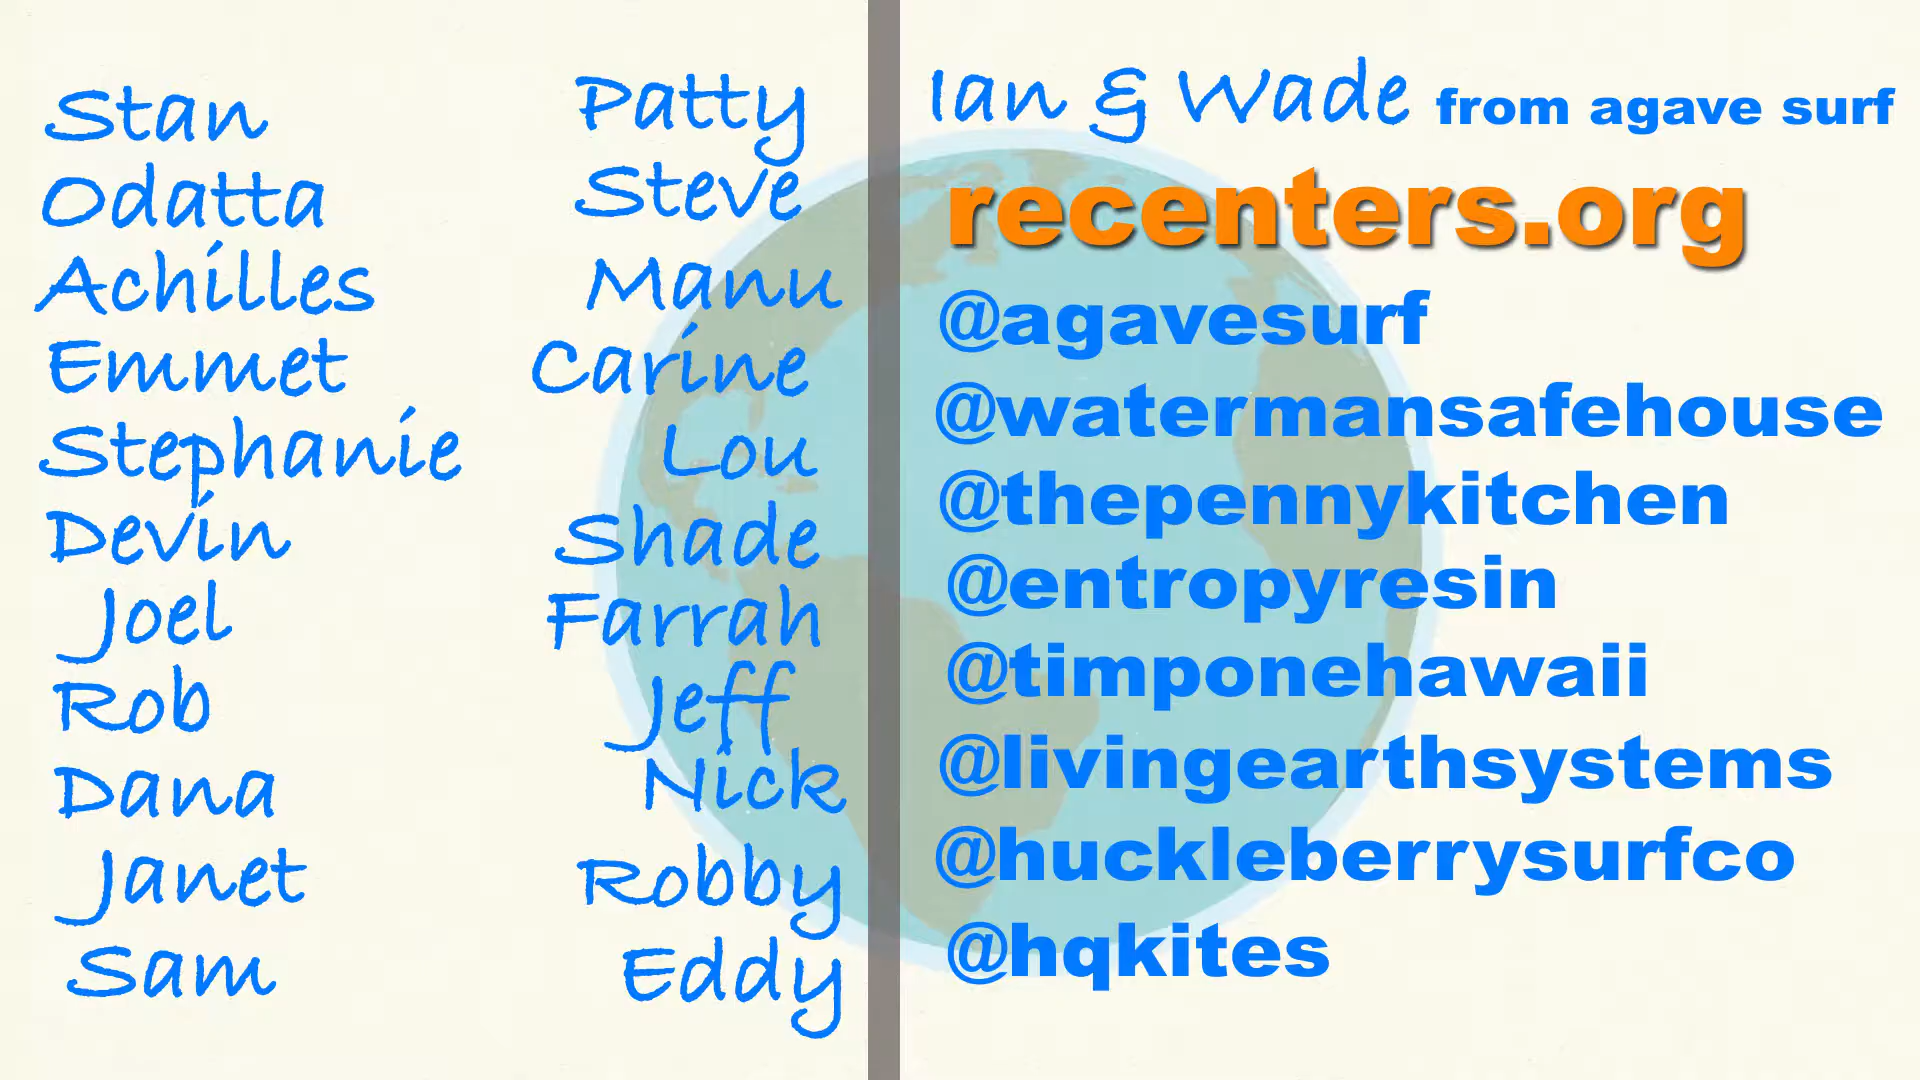 Stan
Odatta
Achilles
Emmet
Stephanie
Devin
Joel
Rob
Dana
Janet
Sam
Patty
Steve
Manu
Carine
Lou
Shade
Farrah
Jeff
Nick
Robby
Eddy
Ian & Wade from agave surf
recenters.org
@agavesurf
@watermansafehouse
@thepennykitchen
@entropyresin
@timponehawaii
@livingearthsystems
@huckleberrysurfco
@hqkites